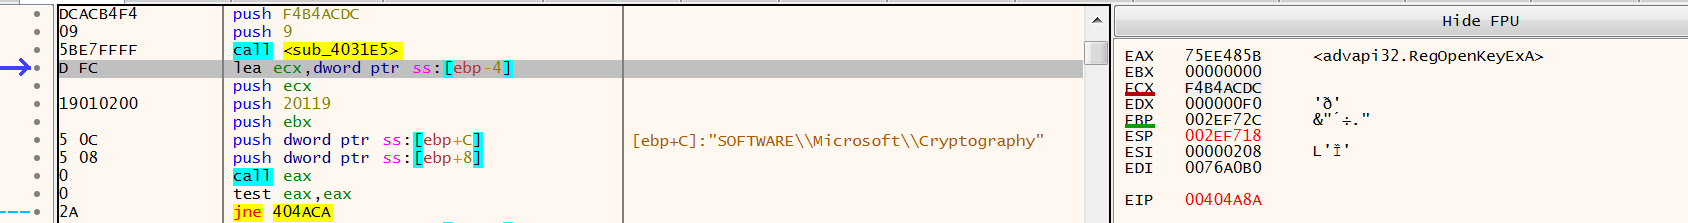 DCACB4F4 push F4B4ACDC
09 push 9
5BE7FFFF call <sub_4031E5>
D FC lea ecx,dword ptr ss:[ebp-4]
push ecx
19010200 push 20119
push ebx
5 0C push dword ptr ss:[ebp+C] [ebp+C]:"SOFTWARE\\Microsoft\\Cryptography"
5 08 push dword ptr ss:[ebp+8]
0 call eax
0 test eax,eax
2A jne 404ACA
Hide FPU
EAX 75EE485B <advapi32.RegOpenKeyExA>
EBX 00000000
ECX F4B4ACDC
EDX 000000F0 'ð'
EBP 002EF72C &"´÷."
ESP 002EF718
ESI 00000208 L'Ȉ'
EDI 0076A0B0
EIP 00404A8A